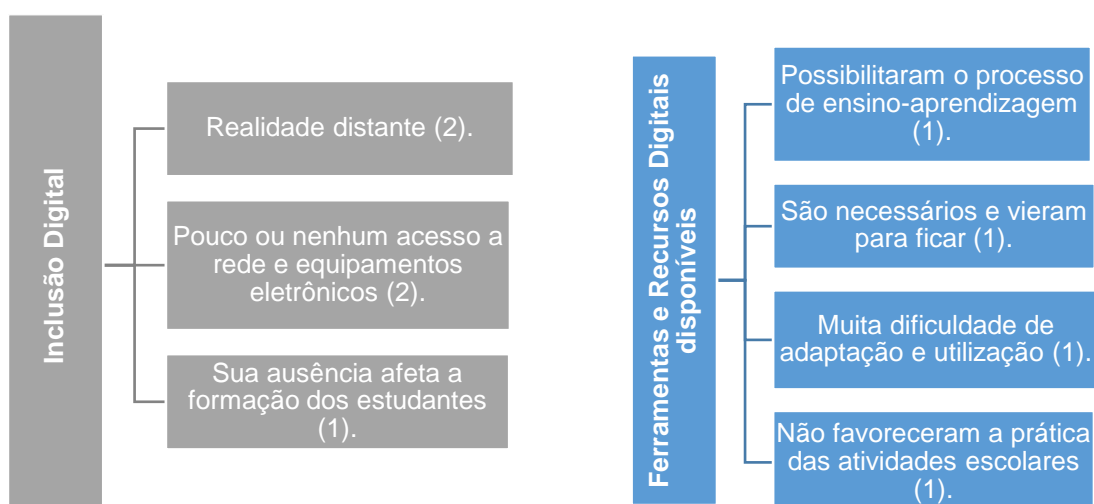 Inclusão Digital
Realidade distante (2).
Pouco ou nenhum acesso a
rede e equipamentos
eletrônicos (2).
Sua ausência afeta a
formação dos estudantes
(1).
Ferramentas e Recursos Digitais
disponíveis
Possibilitaram o processo
de ensino-aprendizagem
(1).
São necessários e vieram
para ficar (1).
Muita dificuldade de
adaptação e utilização (1).
Não favoreceram a prática
das atividades escolares
(1).